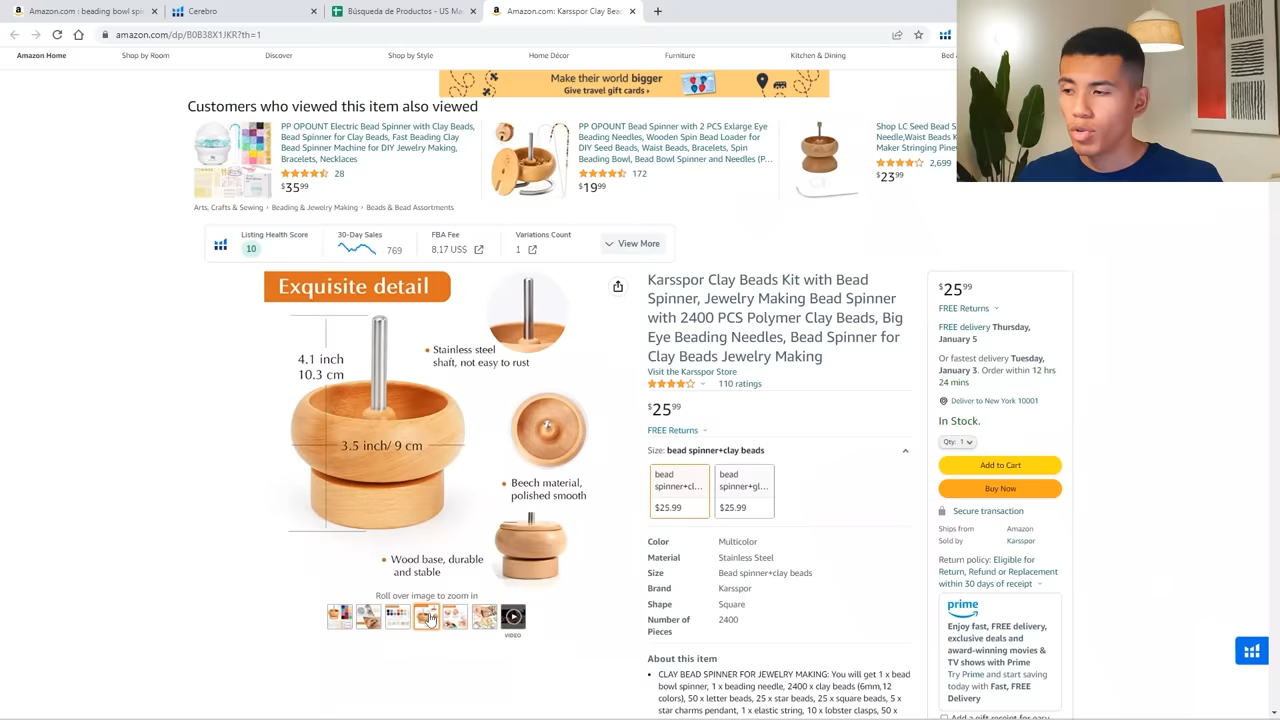 Amazon.com : beading bowl spi
Cerebro
Búsqueda de Productos - US Ma
Amazon.com: Karsspor Clay Bea
amazon.com/dp/B0B38X1JKR?th=1
Amazon Home
Shop by Room
Discover
Shop by Style
Home Décor
Furniture
Kitchen & Dining
Bed
Make their world bigger
Give travel gift cards ›
Customers who viewed this item also viewed
PP OPOUNT Electric Bead Spinner with Clay Beads,
Bead Spinner for Clay Beads, Fast Beading Clay
Bead Spinner Machine for DIY Jewelry Making,
Bracelets, Necklaces
28
$3599
PP OPOUNT Bead Spinner with 2 PCS Exlarge Eye
Beading Needles, Wooden Spin Bead Loader for
DIY Seed Beads, Waist Beads, Bracelets, Spin
Beading Bowl, Bead Bowl Spinner and Needles (P...
172
$1999
Shop LC Seed Bead S
Needle,Waist Beads K
Maker Stringing Pine
2,699
$2399
Arts, Crafts & Sewing › Beading & Jewelry Making › Beads & Bead Assortments
Listing Health Score
10
30-Day Sales
769
FBA Fee
8,17 US$
Variations Count
1
View More
Exquisite detail
4.1 inch
10.3 cm
3.5 inch/ 9 cm
• Stainless steel
shaft, not easy to rust
• Beech material,
polished smooth
• Wood base, durable
and stable
Roll over image to zoom in
VIDEO
Karsspor Clay Beads Kit with Bead
Spinner, Jewelry Making Bead Spinner
with 2400 PCS Polymer Clay Beads, Big
Eye Beading Needles, Bead Spinner for
Clay Beads Jewelry Making
Visit the Karsspor Store
110 ratings
$2599
FREE Returns
Size: bead spinner+clay beads
bead
spinner+cl...
$25.99
bead
spinner+gl...
$25.99
Color Multicolor
Material Stainless Steel
Size Bead spinner+clay beads
Brand Karsspor
Shape Square
Number of 2400
Pieces
About this item
• CLAY BEAD SPINNER FOR JEWELRY MAKING: You will get 1 x bead
bowl spinner, 1 x beading needle, 2400 x clay beads (6mm,12
colors), 50 x letter beads, 25 x star beads, 25 x square beads, 5 x
star charms pendant, 1 x elastic string, 10 x lobster clasps, 50 x
$2599
FREE Returns
FREE delivery Thursday,
January 5
Or fastest delivery Tuesday,
January 3. Order within 12 hrs
24 mins
Deliver to New York 10001
In Stock.
Qty: 1
Add to Cart
Buy Now
Secure transaction
Ships from Amazon
Sold by Karsspor
Return policy: Eligible for
Return, Refund or Replacement
within 30 days of receipt
prime
Enjoy fast, FREE delivery,
exclusive deals and
award-winning movies &
TV shows with Prime
Try Prime and start saving
today with Fast, FREE
Delivery
Add a gift receipt for easy